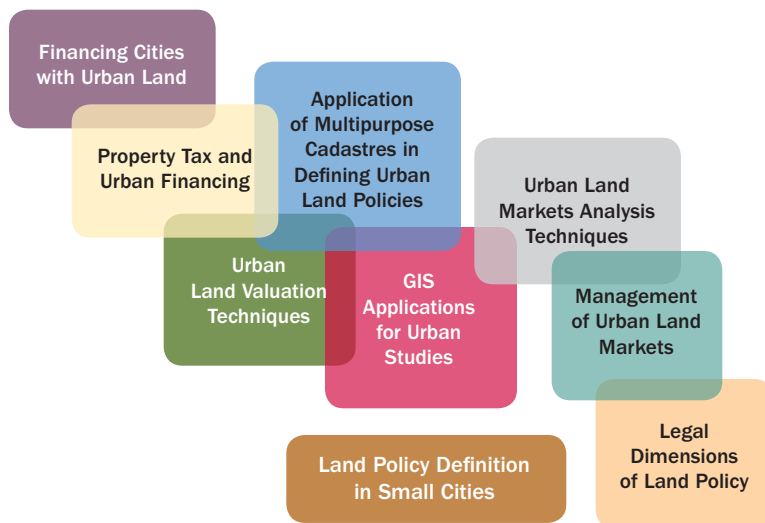 Financing Cities
with Urban Land
Property Tax and
Urban Financing
Application
of Multipurpose
Cadastres in
Defining Urban
Land Policies
Urban Land
Markets Analysis
Techniques
Urban
Land Valuation
Techniques
GIS
Applications
for Urban
Studies
Management
of Urban Land
Markets
Legal
Dimensions
of Land Policy
Land Policy Definition
in Small Cities